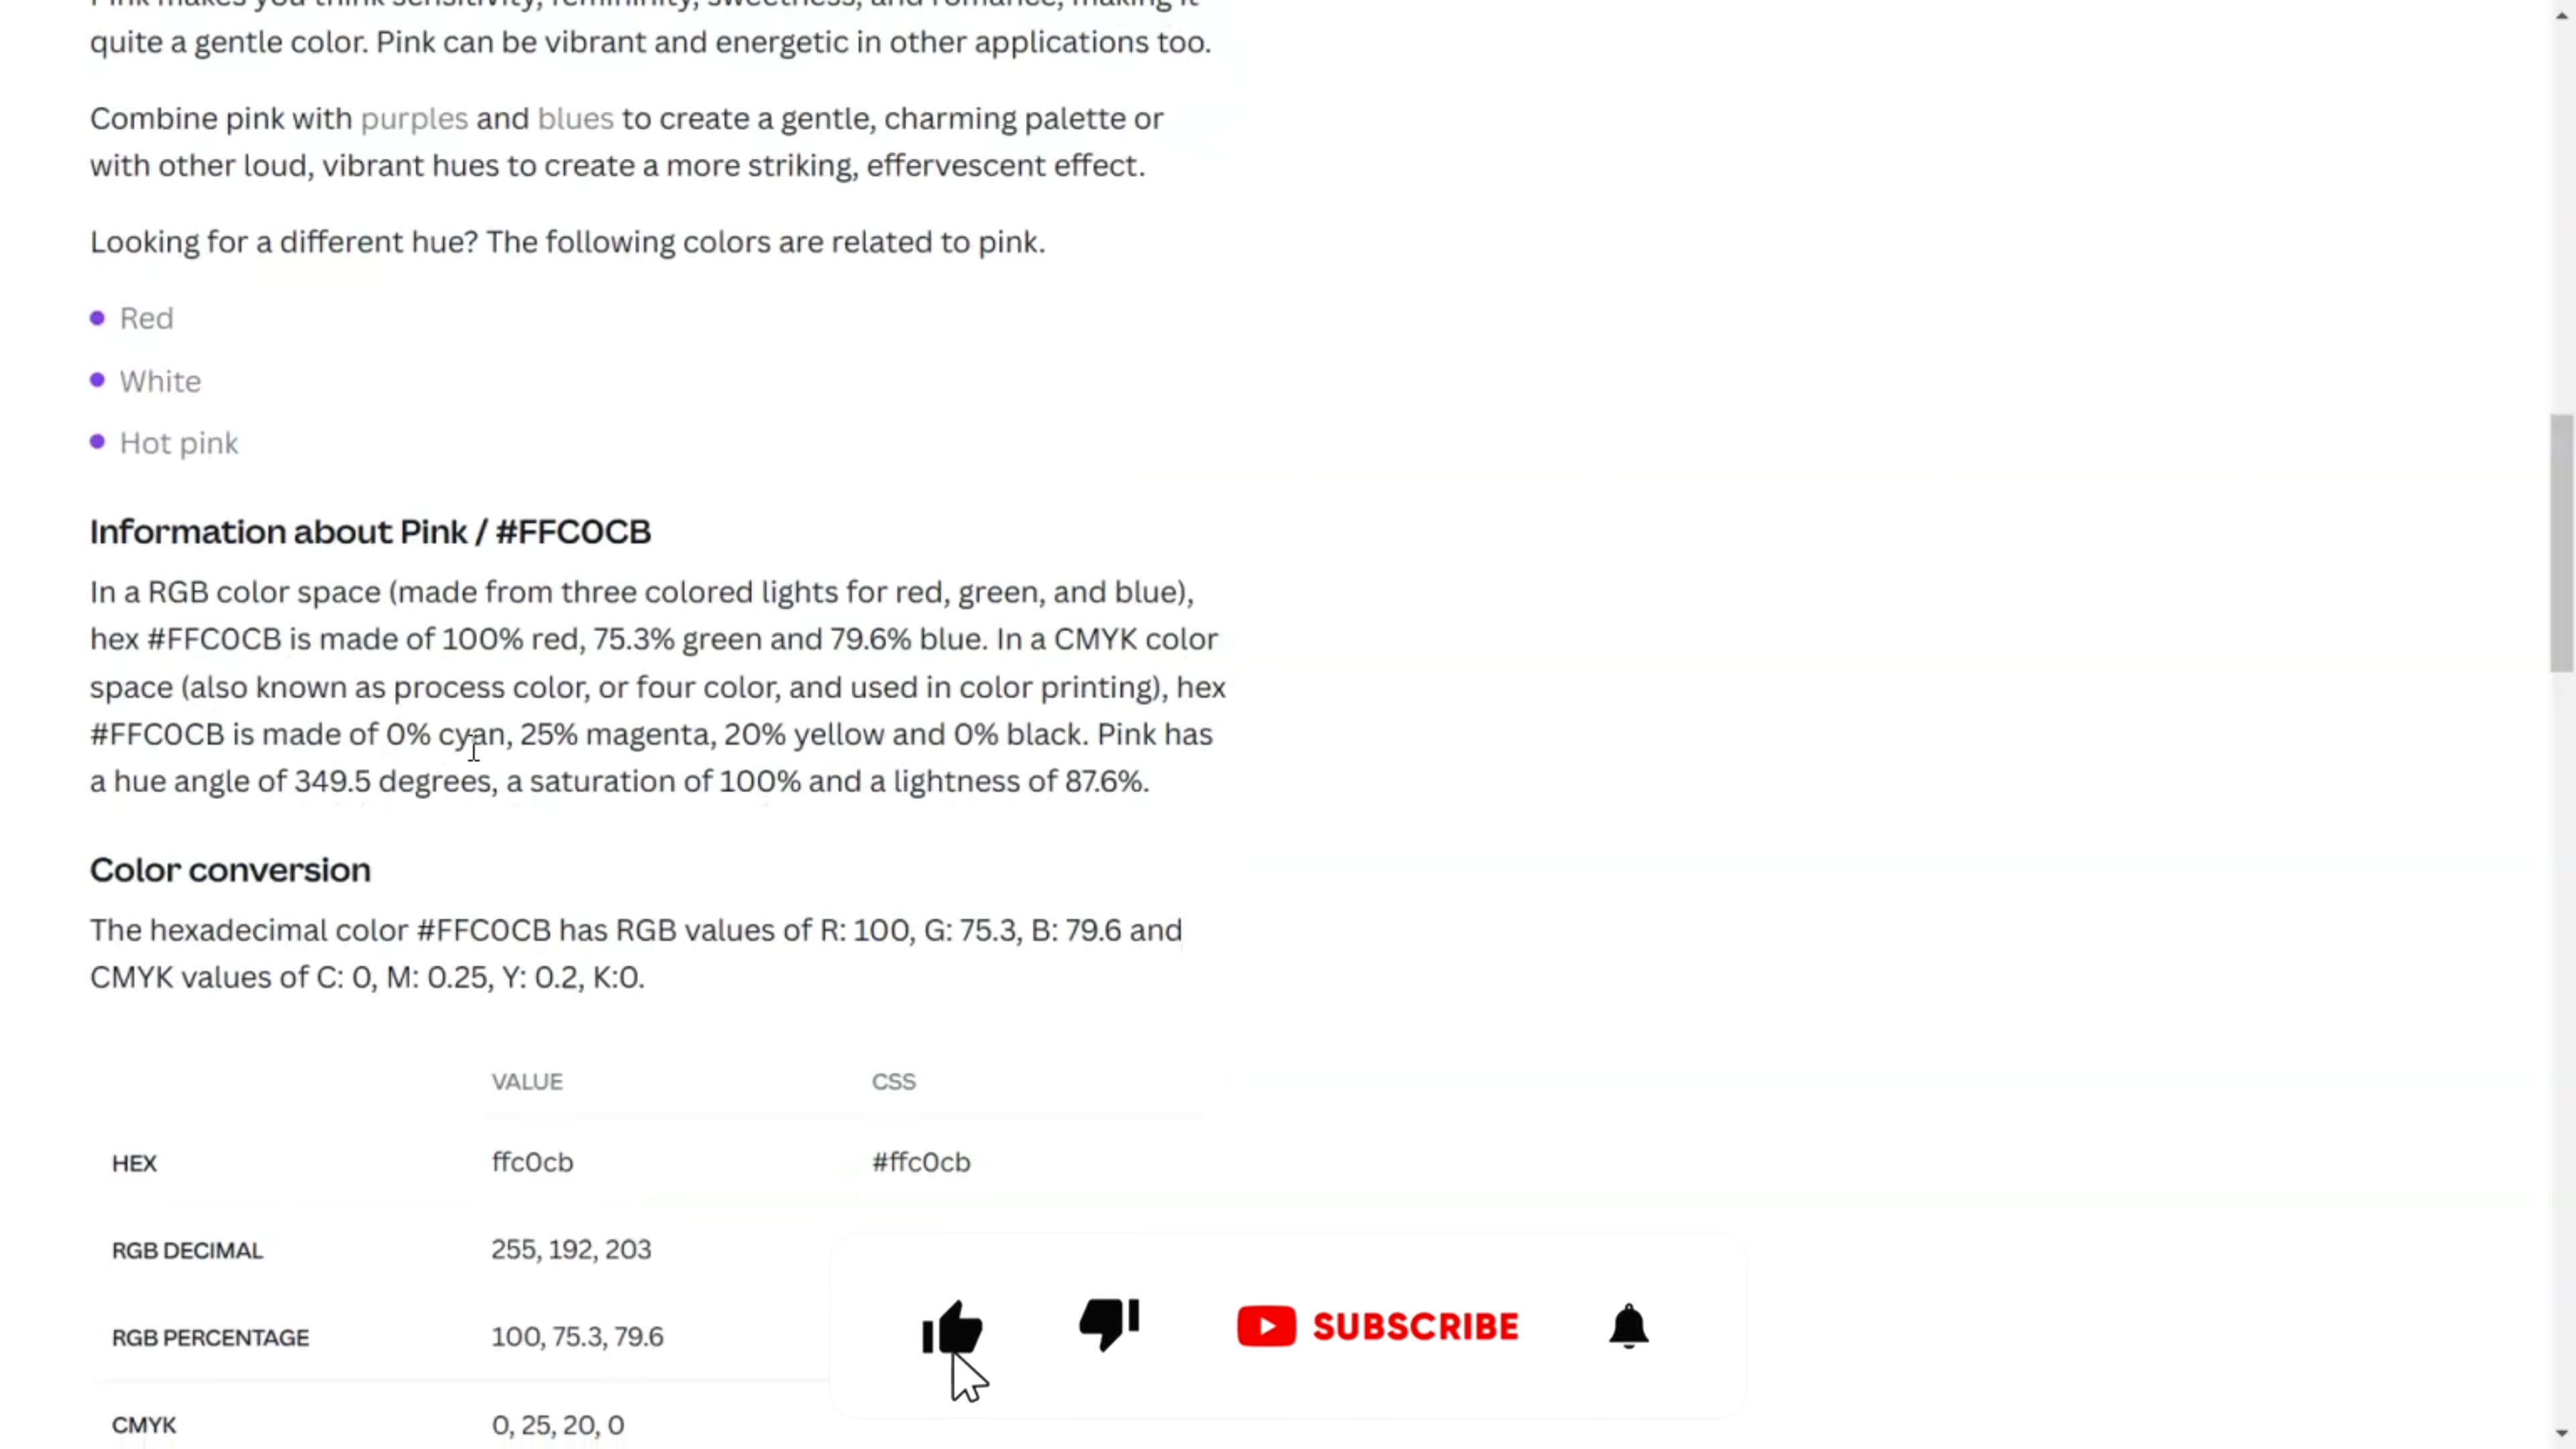 quite a gentle color. Pink can be vibrant and energetic in other applications too.
Combine pink with purples and blues to create a gentle, charming palette or
with other loud, vibrant hues to create a more striking, effervescent effect.
Looking for a different hue? The following colors are related to pink.
Red
White
Hot pink
Information about Pink / #FFC0CB
In a RGB color space (made from three colored lights for red, green, and blue),
hex #FFC0CB is made of 100% red, 75.3% green and 79.6% blue. In a CMYK color
space (also known as process color, or four color, and used in color printing), hex
#FFC0CB is made of 0% cyan, 25% magenta, 20% yellow and 0% black. Pink has
a hue angle of 349.5 degrees, a saturation of 100% and a lightness of 87.6%.
Color conversion
The hexadecimal color #FFC0CB has RGB values of R: 100, G: 75.3, B: 79.6 and
CMYK values of C: 0, M: 0.25, Y: 0.2, K:0.
VALUE CSS
HEX ffc0cb #ffc0cb
RGB DECIMAL 255, 192, 203
RGB PERCENTAGE 100, 75.3, 79.6
SUBSCRIBE
CMYK 0, 25, 20, 0